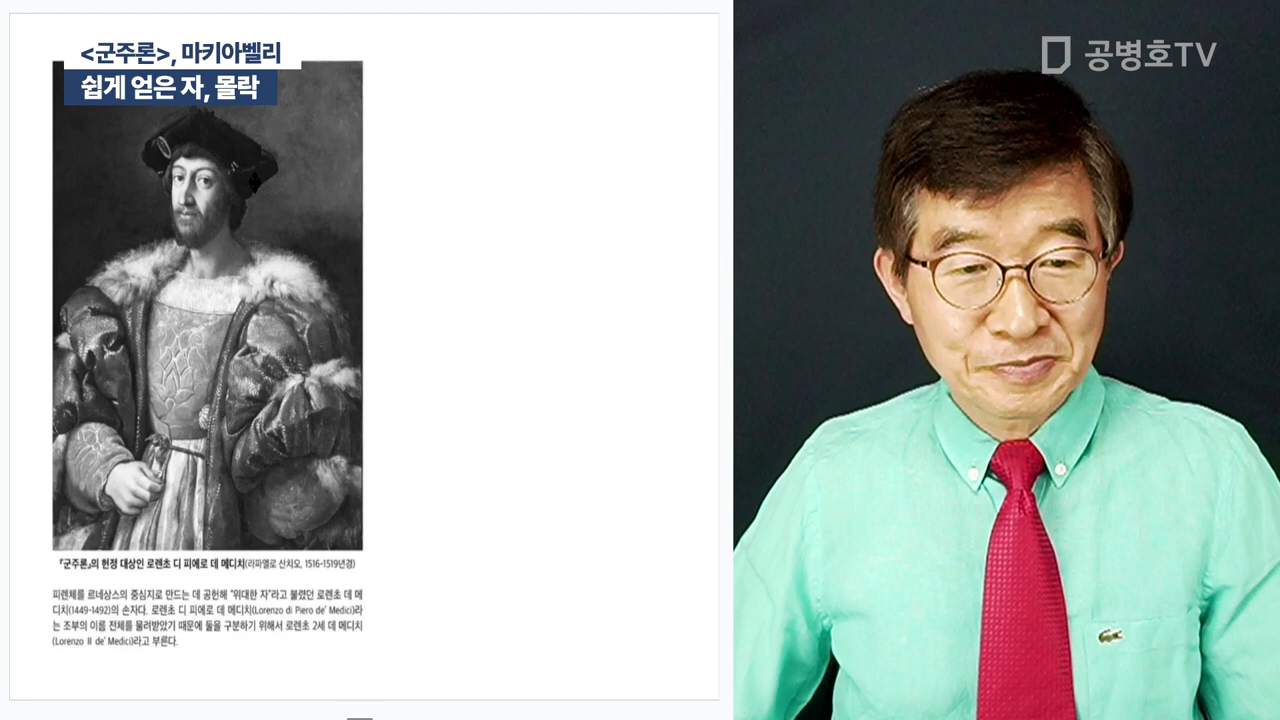 <군주론>, 마키아벨리
쉽게 얻은 자, 몰락
공병호TV
『군주론』의 헌정 대상인 로렌초 디 피에로 데 메디치(라파엘로 산치오, 1516-1519년경)
피렌체를 르네상스의 중심지로 만드는 데 공헌해 "위대한 자"라고 불렸던 로렌초 데 메
디치(1449-1492)의 손자다. 로렌초 디 피에로 데 메디치(Lorenzo di Piero de' Medici)라
는 조부의 이름 전체를 물려받았기 때문에 둘을 구분하기 위해서 로렌초 2세 데 메디치
(Lorenzo II de' Medici)라고 부른다.